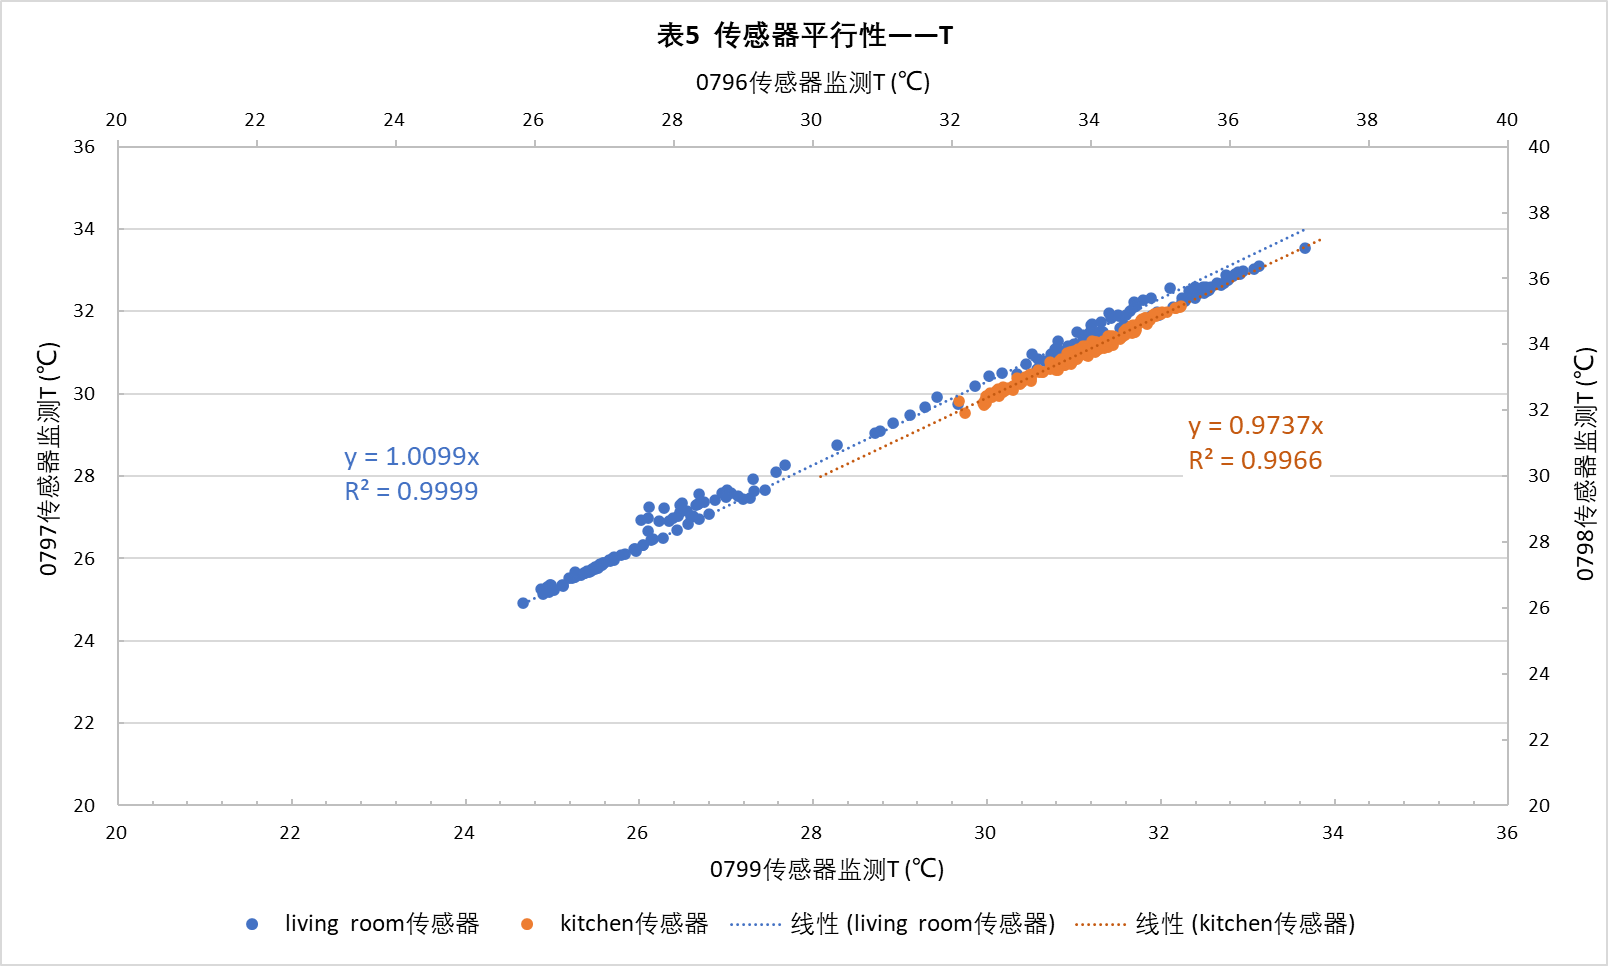 表5 传感器平行性——T
0796传感器监测T (℃)
20 22 24 26 28 30 32 34 36 38 40
36
34
32
30
28
26
24
22
20
0797传感器监测T (℃)
40
38
36
34
32
30
28
26
24
22
20
0798传感器监测T (℃)
y = 1.0099x
R² = 0.9999
y = 0.9737x
R² = 0.9966
20 22 24 26 28 30 32 34 36
0799传感器监测T (℃)
living room传感器 kitchen传感器 线性 (living room传感器) 线性 (kitchen传感器)